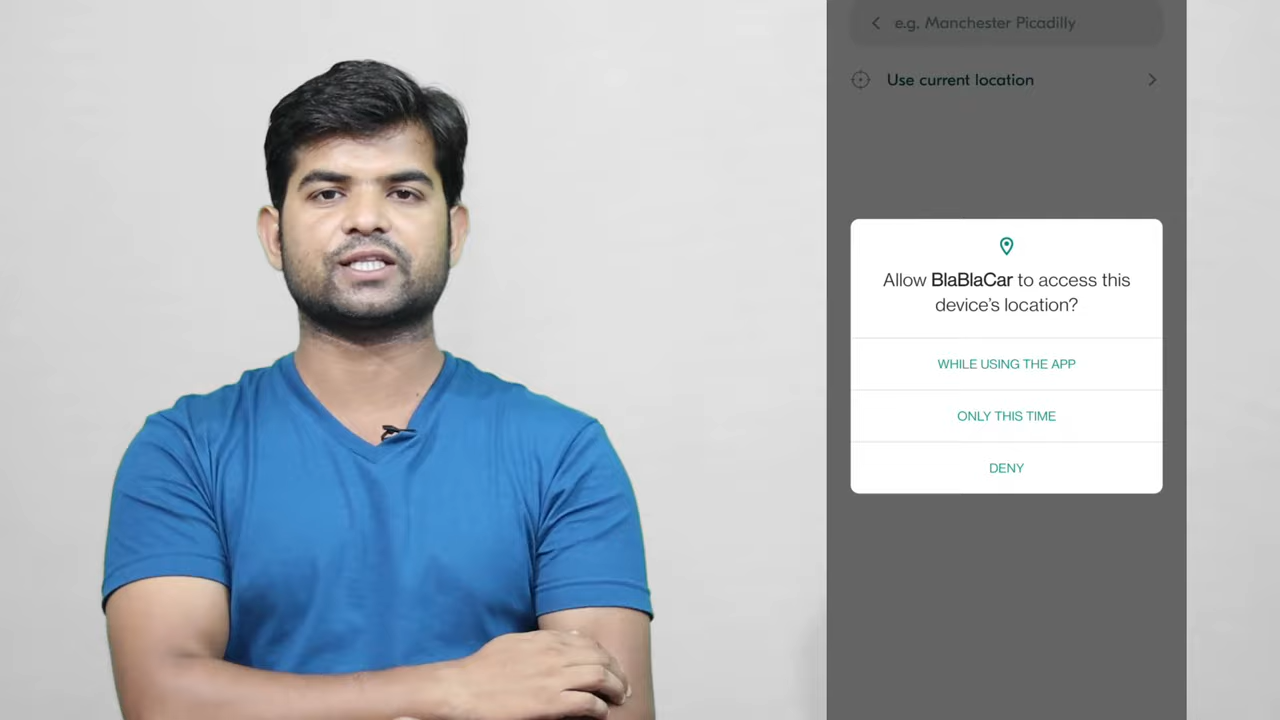 e.g. Manchester Picadilly
Use current location
Allow BlaBlaCar to access this
device's location?
WHILE USING THE APP
ONLY THIS TIME
DENY